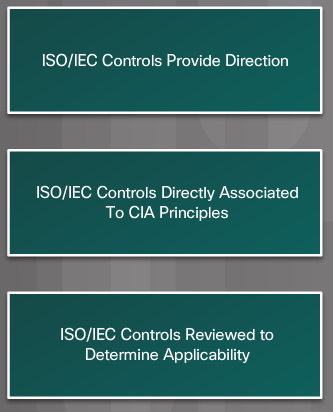 ISO/IEC Controls Provide Direction
ISO/IEC Controls Directly Associated
To CIA Principles
ISO/IEC Controls Reviewed to
Determine Applicability